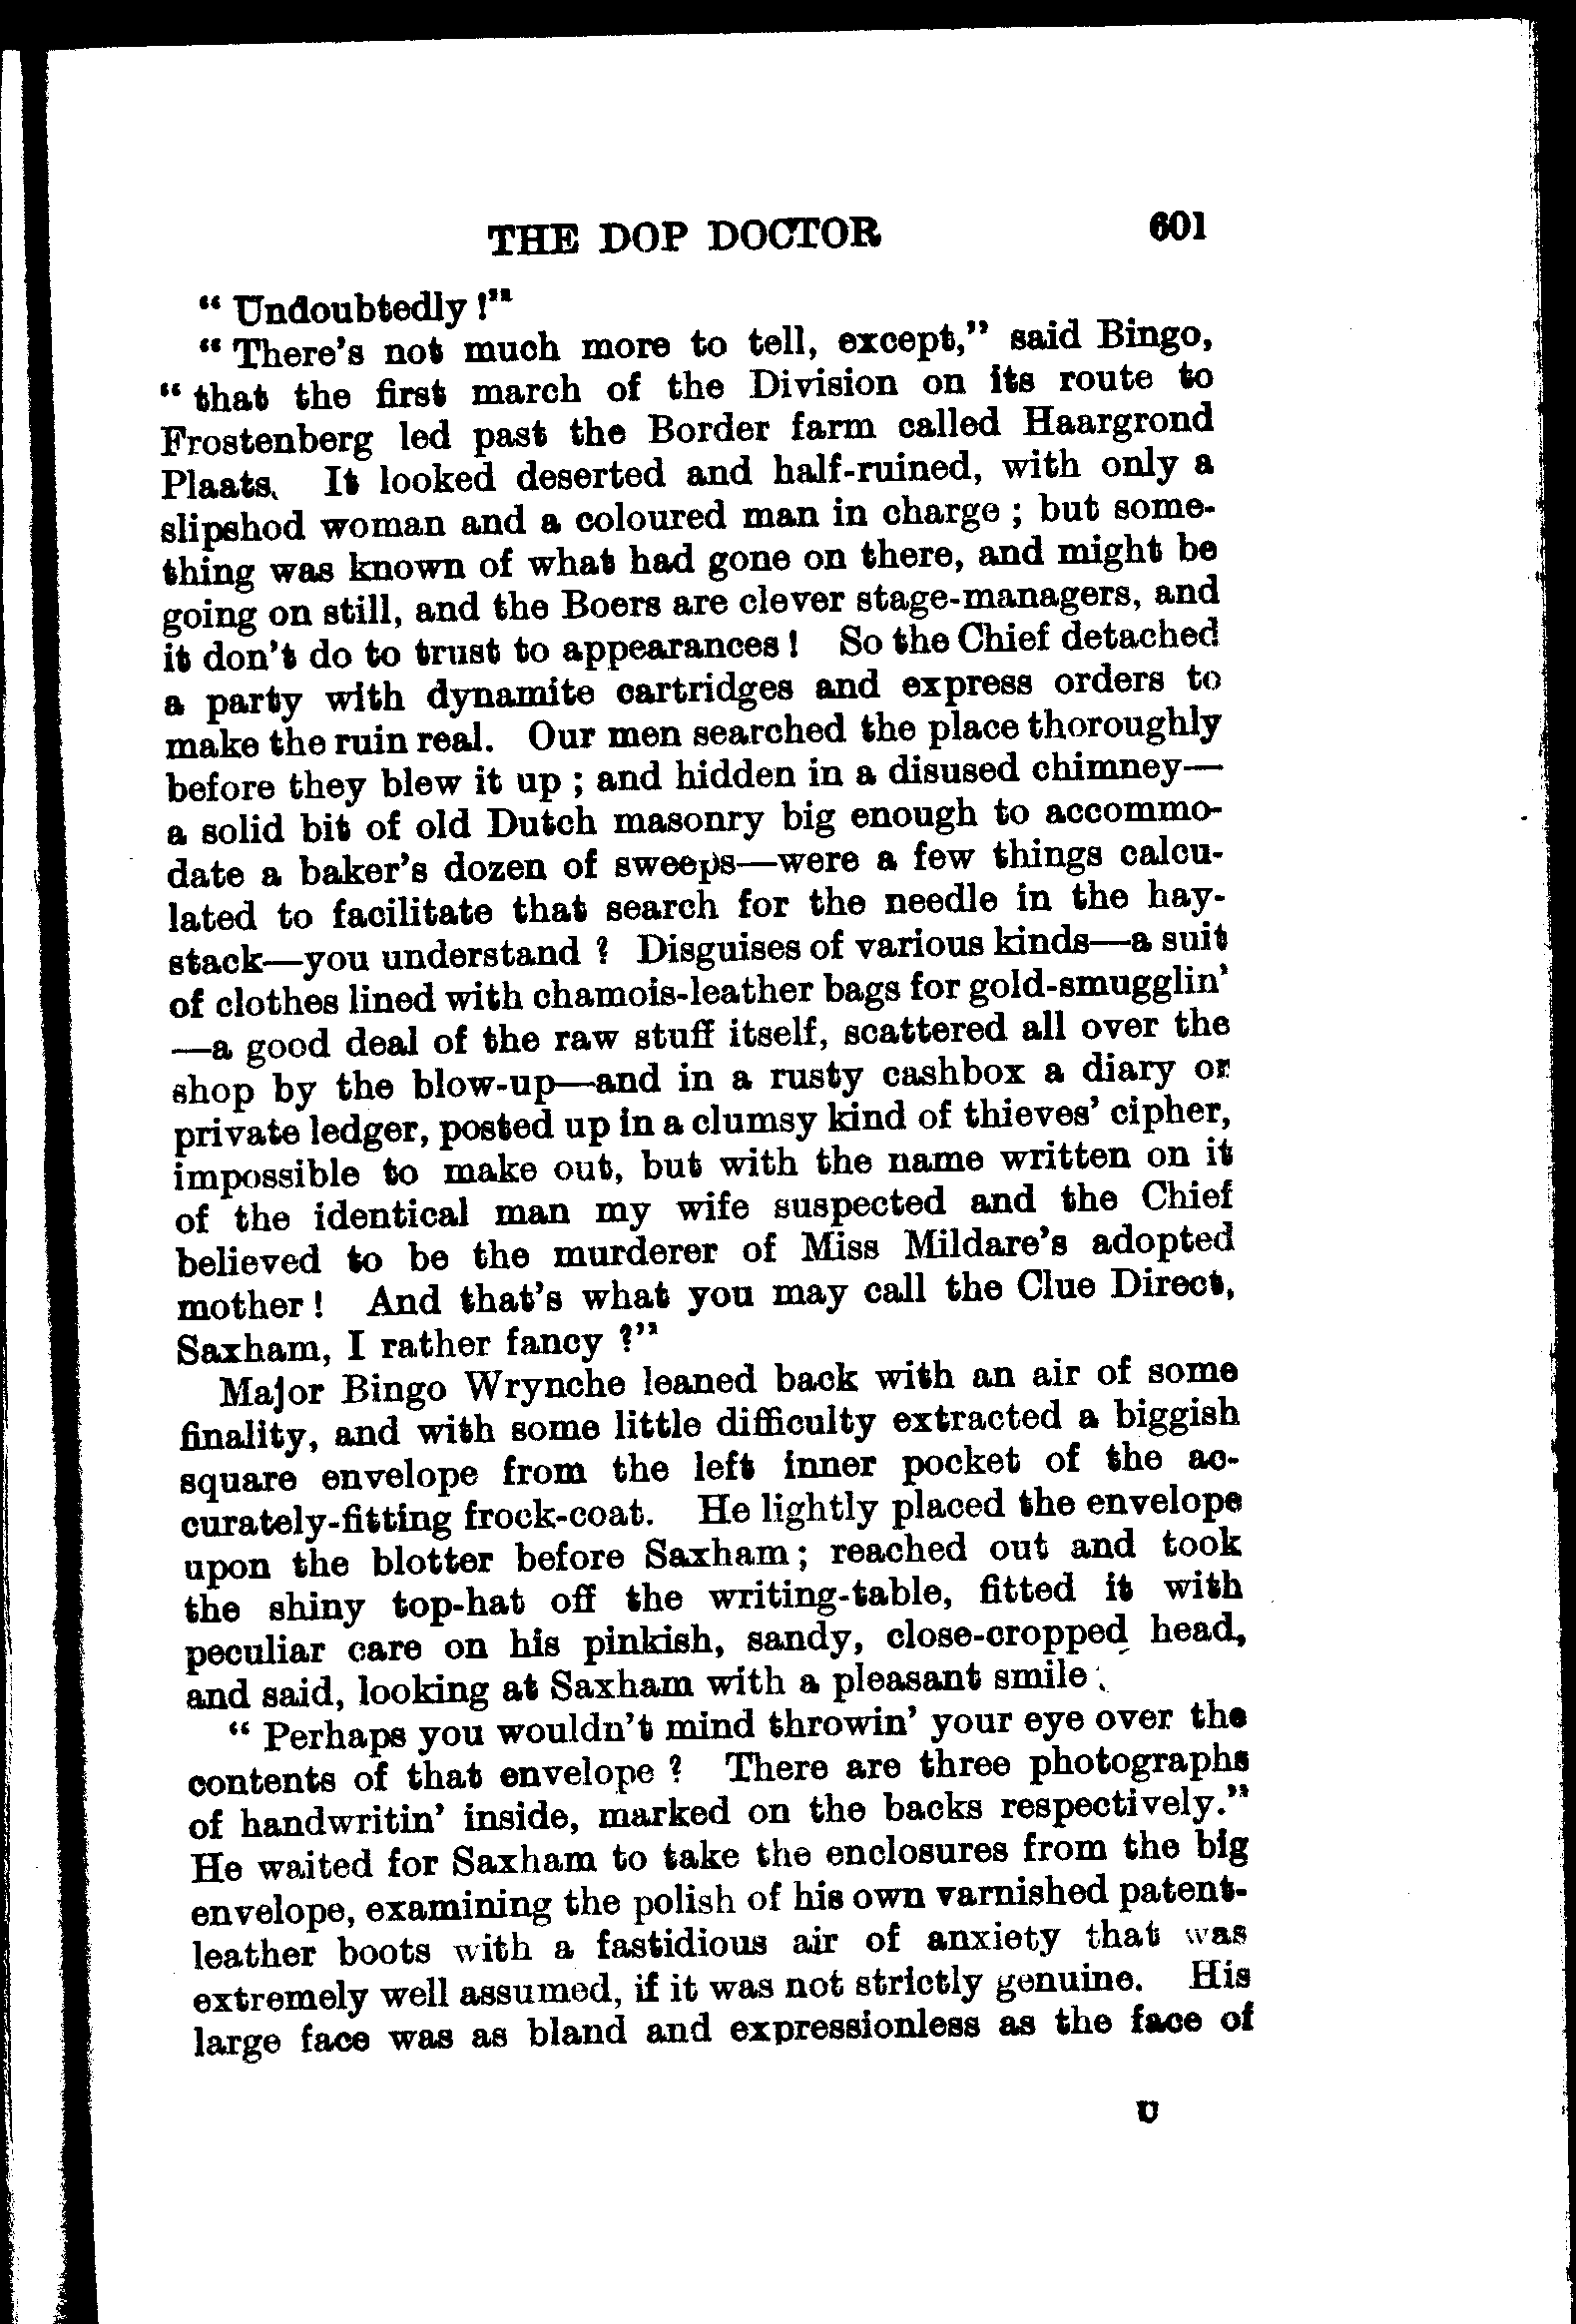 THE DOP DOCTOR 601
“ Undoubtedly !”
“ There's not much more to tell, except,” said Bingo,
“ that the first march of the Division on its route to
Frostenberg led past the Border farm called Haargrond
Plaats. It looked deserted and half-ruined, with only a
slipshod woman and a coloured man in charge ; but some-
thing was known of what had gone on there, and might be
going on still, and the Boers are clever stage-managers, and
it don't do to trust to appearances ! So the Chief detached
a party with dynamite cartridges and express orders to
make the ruin real. Our men searched the place thoroughly
before they blew it up ; and hidden in a disused chimney—
a solid bit of old Dutch masonry big enough to accommo-
date a baker's dozen of sweeps—were a few things calcu-
lated to facilitate that search for the needle in the hay-
stack—you understand ? Disguises of various kinds—a suit
of clothes lined with chamois-leather bags for gold-smugglin'
—a good deal of the raw stuff itself, scattered all over the
shop by the blow-up—and in a rusty cashbox a diary or
private ledger, posted up in a clumsy kind of thieves' cipher,
impossible to make out, but with the name written on it
of the identical man my wife suspected and the Chief
believed to be the murderer of Miss Mildare's adopted
mother ! And that's what you may call the Clue Direct,
Saxham, I rather fancy ?”
Major Bingo Wrynche leaned back with an air of some
finality, and with some little difficulty extracted a biggish
square envelope from the left inner pocket of the ac-
curately-fitting frock-coat. He lightly placed the envelope
upon the blotter before Saxham ; reached out and took
the shiny top-hat off the writing-table, fitted it with
peculiar care on his pinkish, sandy, close-cropped head,
and said, looking at Saxham with a pleasant smile :
“ Perhaps you wouldn't mind throwin' your eye over the
contents of that envelope ? There are three photographs
of handwritin' inside, marked on the backs respectively.”
He waited for Saxham to take the enclosures from the big
envelope, examining the polish of his own varnished patent-
leather boots with a fastidious air of anxiety that was
extremely well assumed, if it was not strictly genuine. His
large face was as bland and expressionless as the face of
U